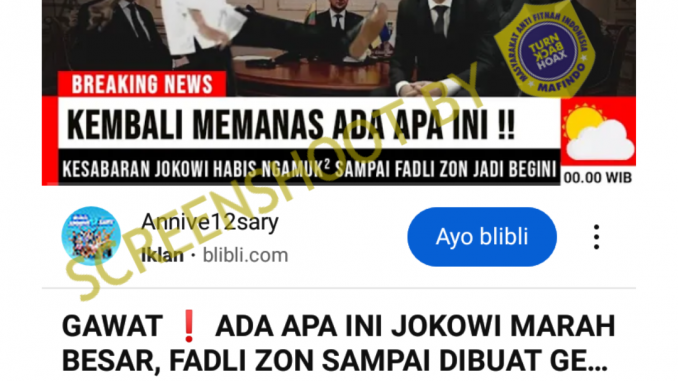 MASYARAKAT ANTI FITNAH INDONESIA
TURN
BACK
HOAX
MAFINDO
BREAKING NEWS
KEMBALI MEMANAS ADA APA INI !!
KESABARAN JOKOWI HABIS NGAMUK² SAMPAI FADLI ZON JADI BEGINI
00.00 WIB
SCREENSHOOT BY
Annive12sary
Iklan · blibli.com
Ayo blibli
GAWAT ❗ ADA APA INI JOKOWI MARAH
BESAR, FADLI ZON SAMPAI DIBUAT GE...